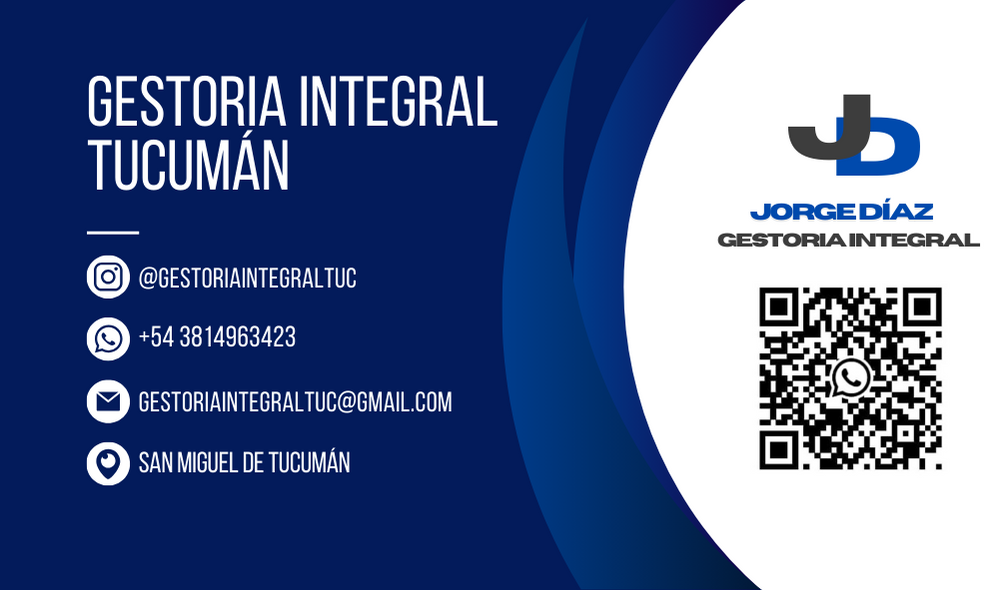 GESTORIA INTEGRAL
TUCUMÁN
@GESTORIAINTEGRALTUC
+54 3814963423
GESTORIAINTEGRALTUC@GMAIL.COM
SAN MIGUEL DE TUCUMÁN
JD
JORGE DÍAZ
GESTORIA INTEGRAL